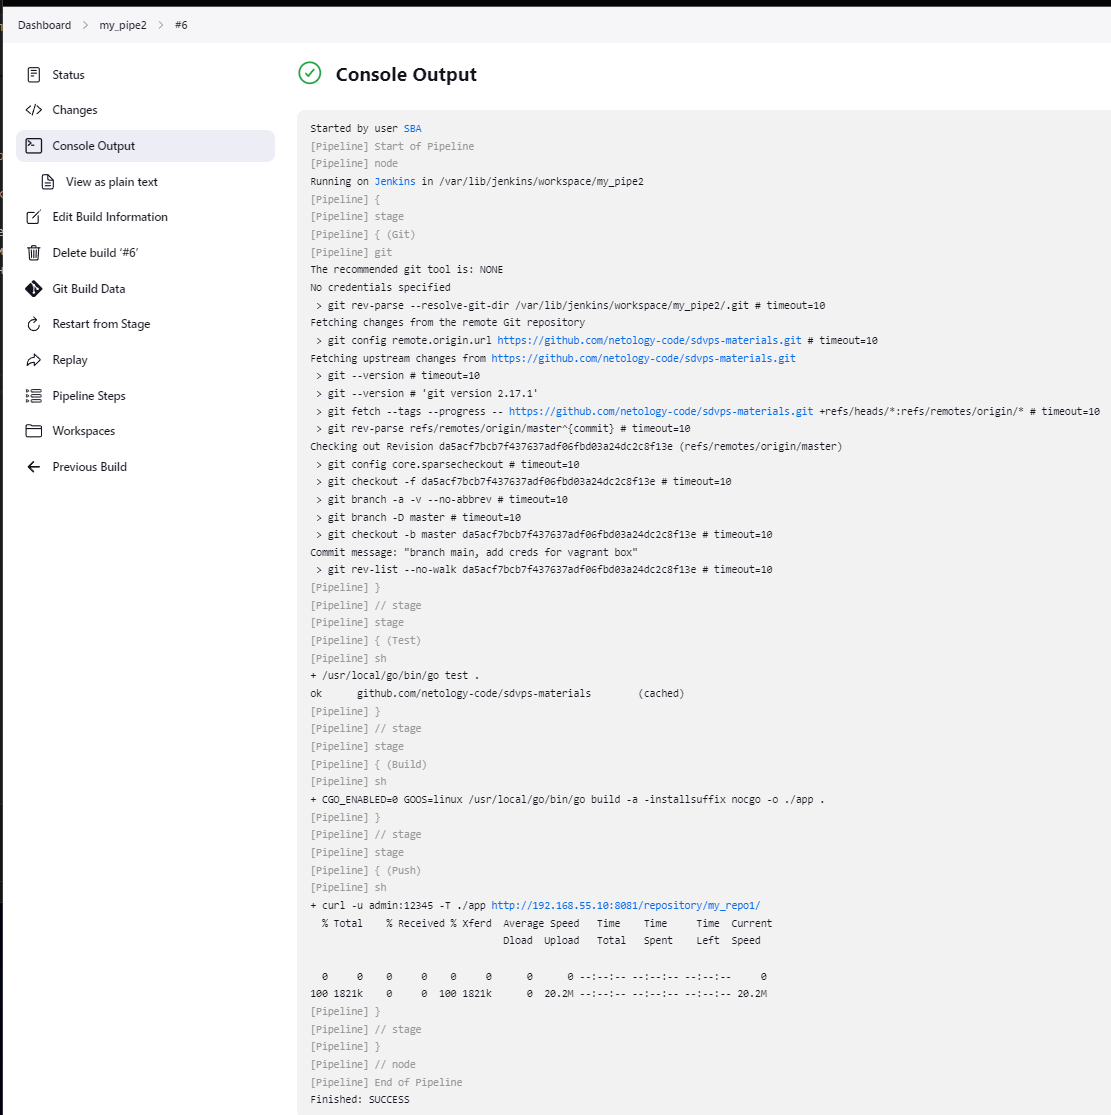 Dashboard > my_pipe2 > #6
Status
Changes
Console Output
View as plain text
Edit Build Information
Delete build ‘#6’
Git Build Data
Restart from Stage
Replay
Pipeline Steps
Workspaces
Previous Build
Console Output
Started by user SBA
[Pipeline] Start of Pipeline
[Pipeline] node
Running on Jenkins in /var/lib/jenkins/workspace/my_pipe2
[Pipeline] {
[Pipeline] stage
[Pipeline] { (Git)
[Pipeline] git
The recommended git tool is: NONE
No credentials specified
 > git rev-parse --resolve-git-dir /var/lib/jenkins/workspace/my_pipe2/.git # timeout=10
Fetching changes from the remote Git repository
 > git config remote.origin.url https://github.com/netology-code/sdvps-materials.git # timeout=10
Fetching upstream changes from https://github.com/netology-code/sdvps-materials.git
 > git --version # timeout=10
 > git --version # 'git version 2.17.1'
 > git fetch --tags --progress -- https://github.com/netology-code/sdvps-materials.git +refs/heads/*:refs/remotes/origin/* # timeout=10
 > git rev-parse refs/remotes/origin/master^{commit} # timeout=10
Checking out Revision da5acf7bcb7f437637adf06fbd03a24dc2c8f13e (refs/remotes/origin/master)
 > git config core.sparsecheckout # timeout=10
 > git checkout -f da5acf7bcb7f437637adf06fbd03a24dc2c8f13e # timeout=10
 > git branch -a -v --no-abbrev # timeout=10
 > git branch -D master # timeout=10
 > git checkout -b master da5acf7bcb7f437637adf06fbd03a24dc2c8f13e # timeout=10
Commit message: "branch main, add creds for vagrant box"
 > git rev-list --no-walk da5acf7bcb7f437637adf06fbd03a24dc2c8f13e # timeout=10
[Pipeline] }
[Pipeline] // stage
[Pipeline] stage
[Pipeline] { (Test)
[Pipeline] sh
+ /usr/local/go/bin/go test .
ok      github.com/netology-code/sdvps-materials        (cached)
[Pipeline] }
[Pipeline] // stage
[Pipeline] stage
[Pipeline] { (Build)
[Pipeline] sh
+ CGO_ENABLED=0 GOOS=linux /usr/local/go/bin/go build -a -installsuffix nocgo -o ./app .
[Pipeline] }
[Pipeline] // stage
[Pipeline] stage
[Pipeline] { (Push)
[Pipeline] sh
+ curl -u admin:12345 -T ./app http://192.168.55.10:8081/repository/my_repo1/
  % Total    % Received % Xferd  Average Speed   Time    Time     Time  Current
                                 Dload  Upload   Total   Spent    Left  Speed
  0     0    0     0    0     0      0      0 --:--:-- --:--:-- --:--:--     0
100 1821k    0     0  100 1821k      0  20.2M --:--:-- --:--:-- --:--:-- 20.2M
[Pipeline] }
[Pipeline] // stage
[Pipeline] }
[Pipeline] // node
[Pipeline] End of Pipeline
Finished: SUCCESS